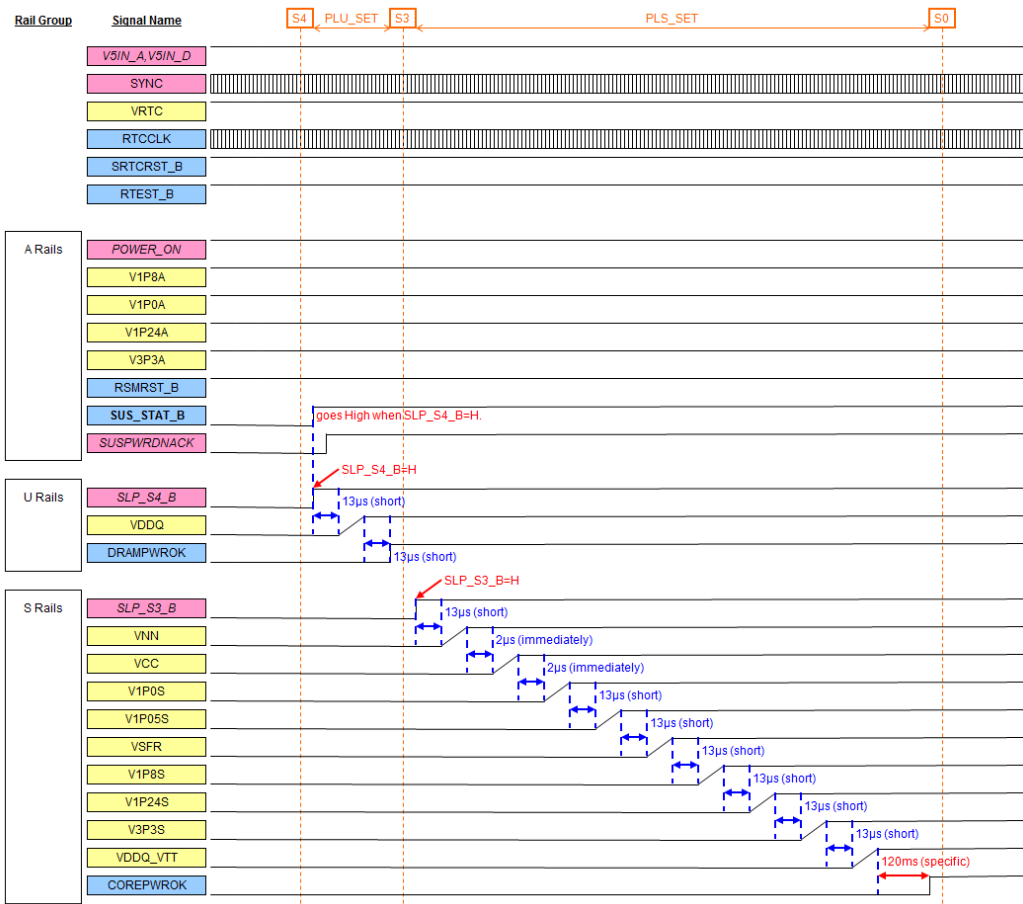 Rail Group Signal Name S4 PLU_SET S3 PLS_SET S0
V5IN_A,V5IN_D
SYNC
VRTC
RTCCLK
SRTCRST_B
RTEST_B
A Rails POWER_ON
V1P8A
V1P0A
V1P24A
V3P3A
RSMRST_B
SUS_STAT_B goes High when SLP_S4_B=H.
SUSPWRDNACK
SLP_S4_B=H
U Rails SLP_S4_B 13µs (short)
VDDQ
DRAMPWROK 13µs (short)
SLP_S3_B=H
S Rails SLP_S3_B 13µs (short)
VNN 2µs (immediately)
VCC 2µs (immediately)
V1P0S 13µs (short)
V1P05S 13µs (short)
VSFR 13µs (short)
V1P8S 13µs (short)
V1P24S 13µs (short)
V3P3S 13µs (short)
VDDQ_VTT 120ms (specific)
COREPWROK